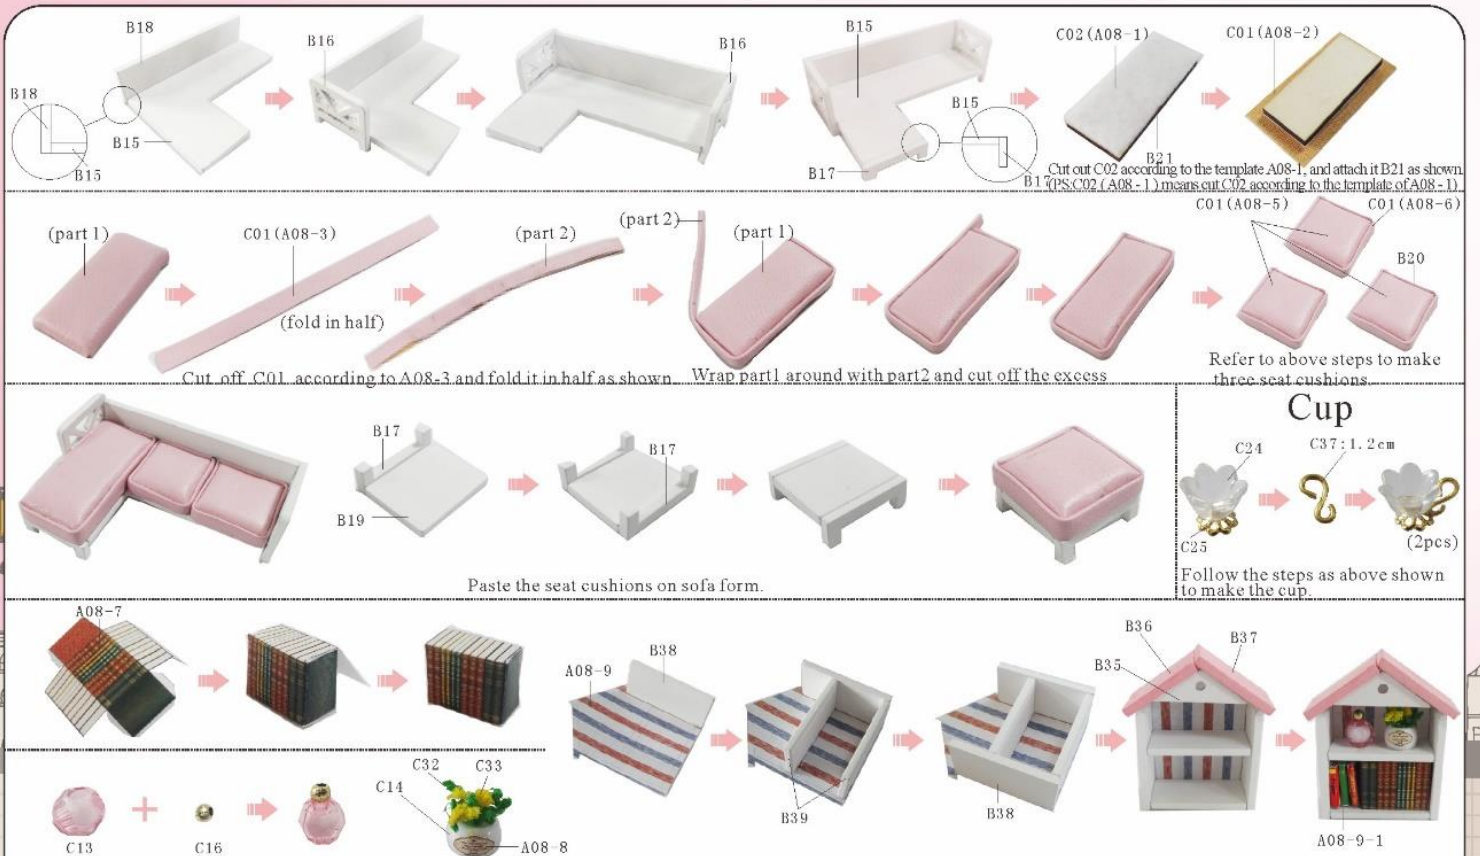 B18
B16
B16
B15
C02(A08-1)
C01(A08-2)
B18
B15
B15
B15
B17
B17
B21
Cut out C02 according to the template A08-1, and attach it B21 as shown.
(PS:C02 ( A08 - 1 ) means cut C02 according to the template of A08 - 1)
(part 1)
C01(A08-3)
(fold in half)
(part 2)
(part 2)
(part 1)
C01(A08-5)
C01(A08-6)
B20
Cut off C01 according to A08-3 and fold it in half as shown
Wrap part1 around with part2 and cut off the excess
Refer to above steps to make
three seat cushions.
B17
B19
B17
Paste the seat cushions on sofa form.
Cup
C24
C37:1.2cm
C25
(2pcs)
Follow the steps as above shown
to make the cup.
A08-7
A08-9
B38
B39
B38
B36
B37
B35
A08-9-1
C13
C16
C32
C33
C14
A08-8